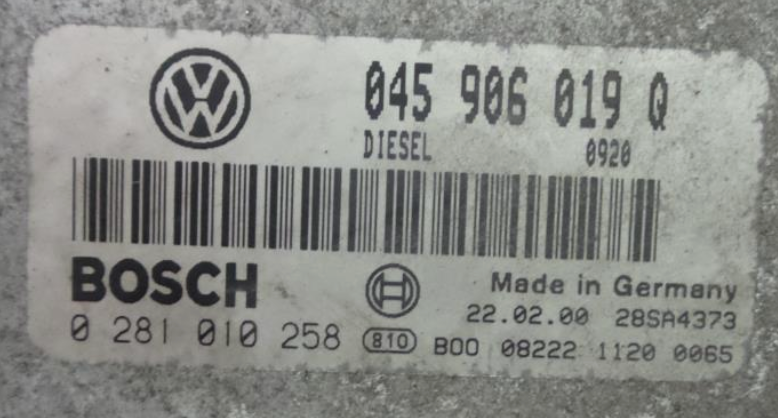 045 906 019 Q
DIESEL 0920
BOSCH
Made in Germany
22.02.00 28SA4373
0 281 010 258 810 B00 08222 1120 0065